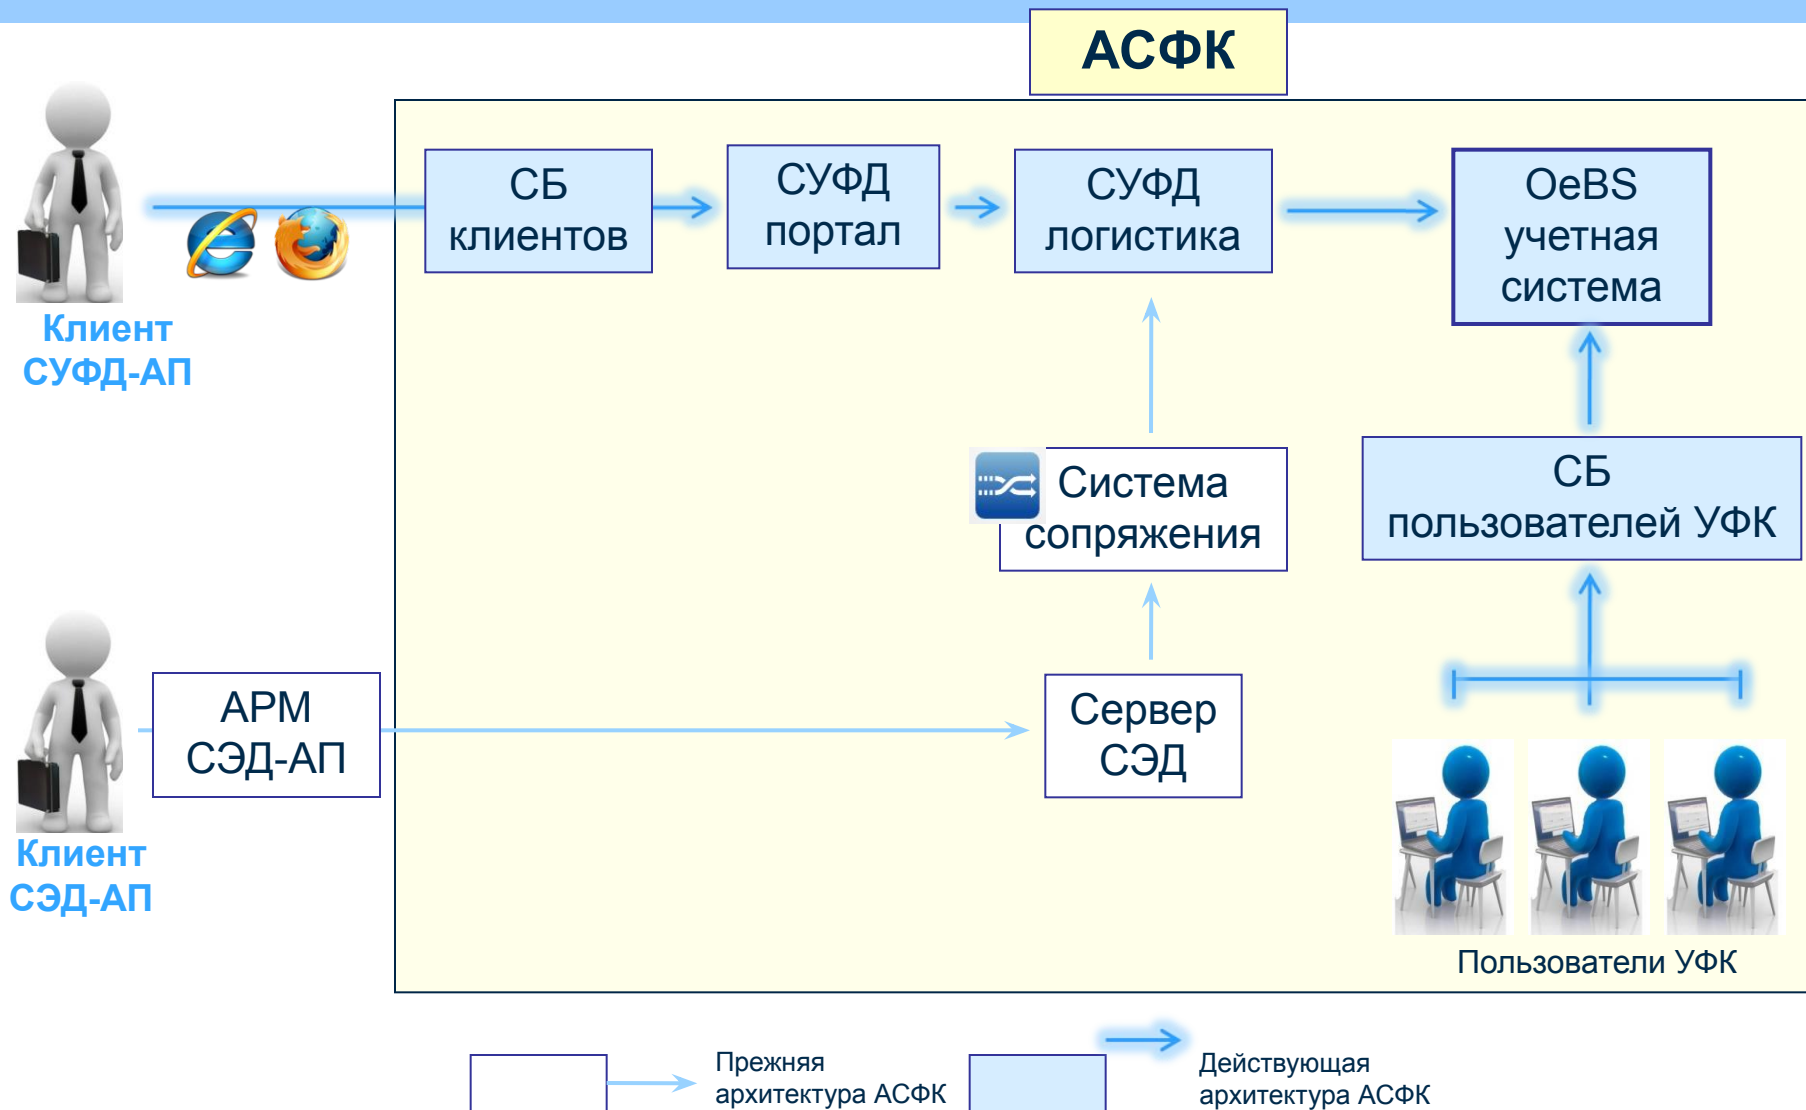 АСФК
СБ
клиентов
СУФД
портал
СУФД
логистика
OeBS
учетная
система
Клиент
СУФД-АП
Система
сопряжения
СБ
пользователей УФК
АРМ
СЭД-АП
Сервер
СЭД
Клиент
СЭД-АП
Пользователи УФК
Прежняя
архитектура АСФК
Действующая
архитектура АСФК